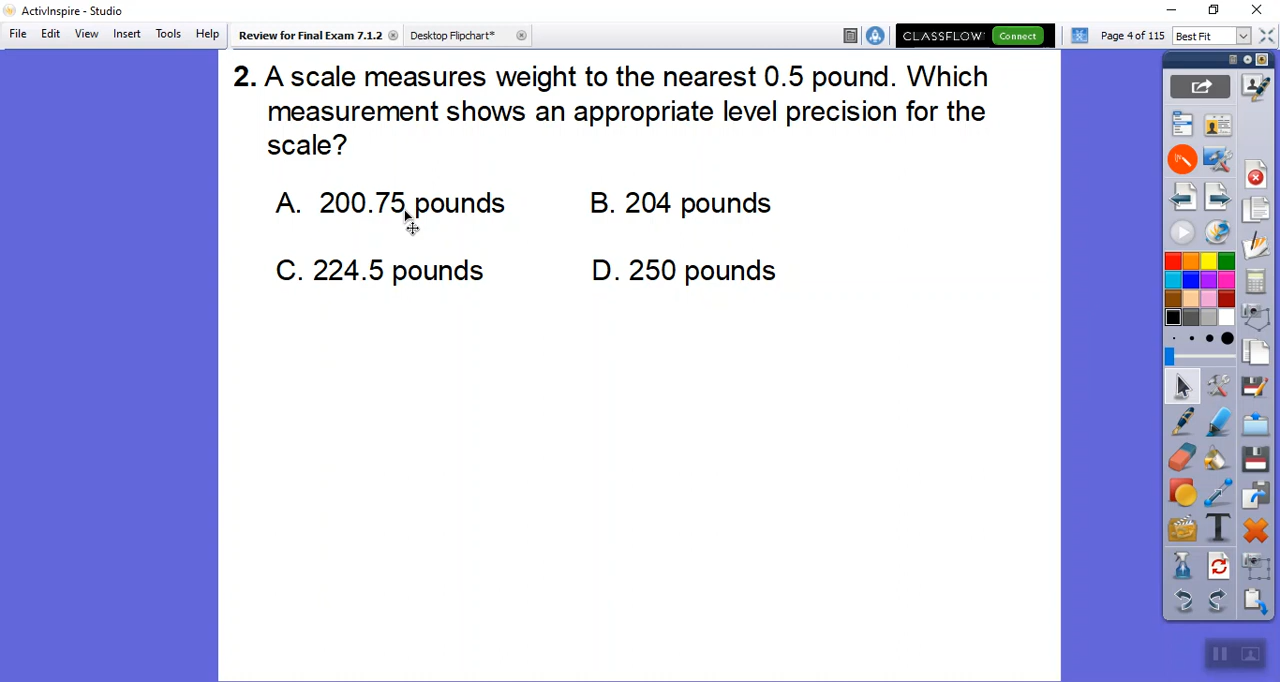 ActivInspire - Studio
File Edit View Insert Tools Help
Review for Final Exam 7.1.2
Desktop Flipchart*
CLASSFLOW Connect
Page 4 of 115
Best Fit
2. A scale measures weight to the nearest 0.5 pound. Which
measurement shows an appropriate level precision for the
scale?
A. 200.75 pounds B. 204 pounds
C. 224.5 pounds D. 250 pounds